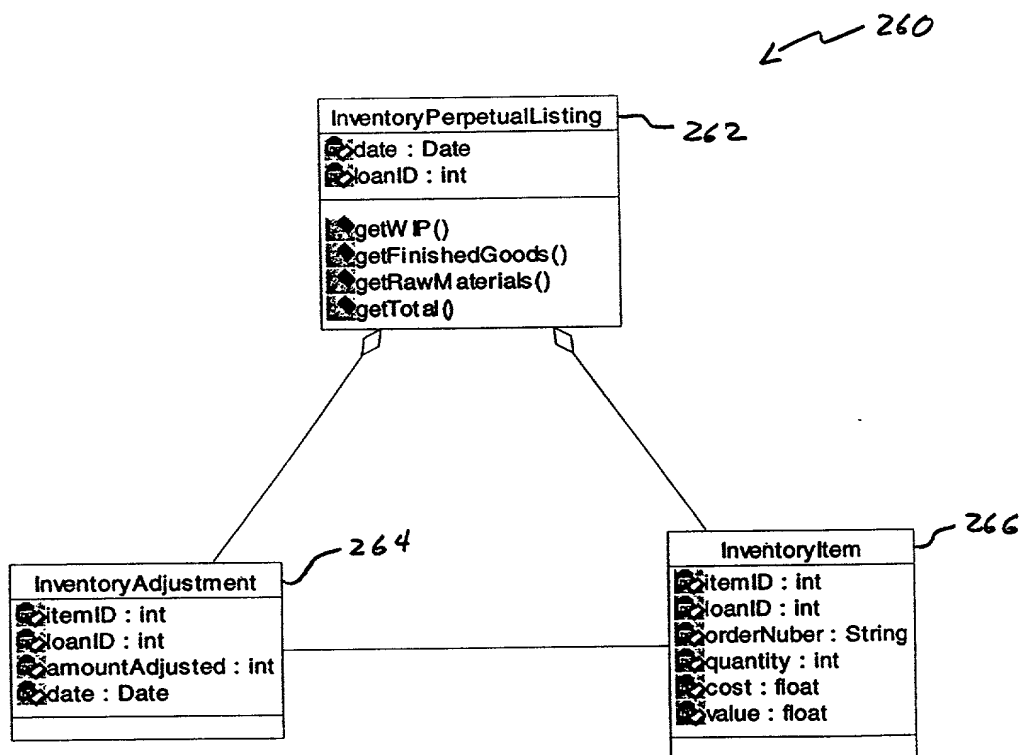 260
InventoryPerpetualListing
262
date : Date
loanID : int
getWIP()
getFinishedGoods()
getRawMaterials()
getTotal()
264
InventoryAdjustment
itemID : int
loanID : int
amountAdjusted : int
date : Date
266
InventoryItem
itemID : int
loanID : int
orderNuber : String
quantity : int
cost : float
value : float